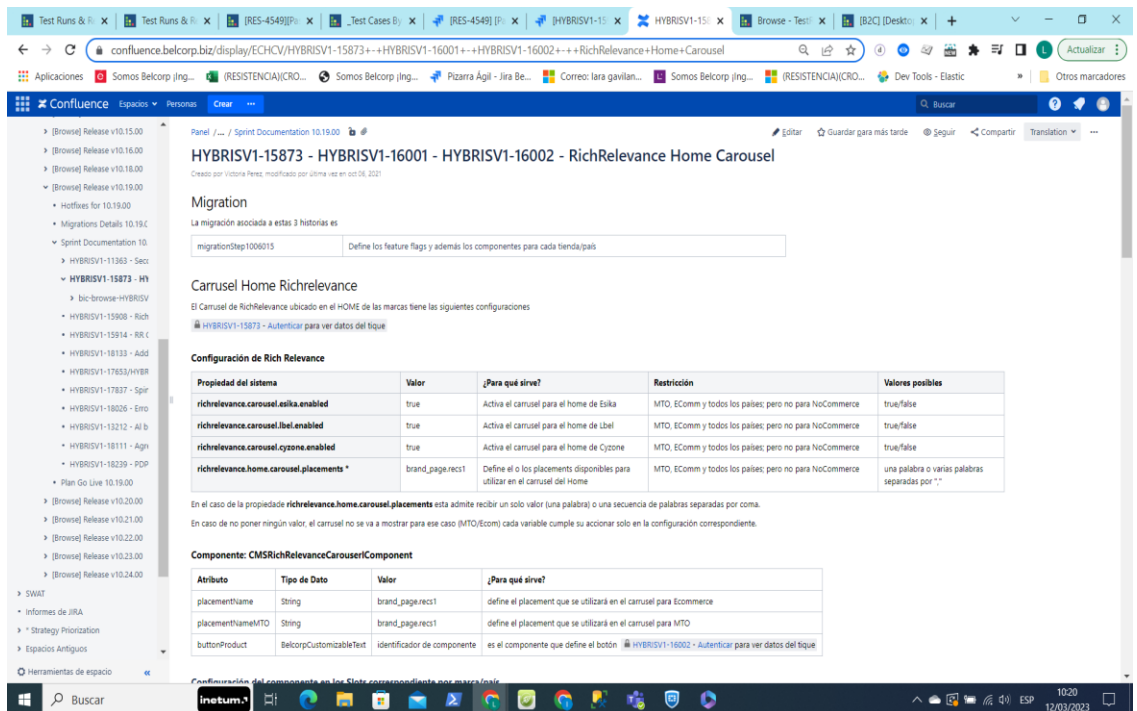 Test Runs & R
Test Runs & R
[RES-4549][Pa
_Test Cases By
[RES-4549] [P
[HYBRISV1-15
HYBRISV1-158
Browse - Testi
[B2C] [Deskto
confluence.belcorp.biz/display/ECHCV/HYBRISV1-15873+-+HYBRISV1-16001+-+HYBRISV1-16002+-++RichRelevance+Home+Carousel
Actualizar
Aplicaciones
Somos Belcorp ¡Ing...
(RESISTENCIA)(CRO...
Somos Belcorp ¡Ing...
Pizarra Ágil - Jira Be...
Correo: lara gavilan...
Somos Belcorp ¡Ing...
(RESISTENCIA)(CRO...
Dev Tools - Elastic
»
Otros marcadores
Confluence
Espacios
Personas
Crear
...
Buscar
[Browse] Release v10.15.00
[Browse] Release v10.16.00
[Browse] Release v10.18.00
[Browse] Release v10.19.00
Hotfixes for 10.19.00
Migrations Details 10.19.0
Sprint Documentation 10.
HYBRISV1-11363 - Secc
HYBRISV1-15873 - HY
bic-browse-HYBRISV
HYBRISV1-15908 - Rich
HYBRISV1-15914 - RR C
HYBRISV1-18133 - Add
HYBRISV1-17653/HYBR
HYBRISV1-17837 - Spir
HYBRISV1-18026 - Erro
HYBRISV1-13212 - Al b
HYBRISV1-18111 - Agre
HYBRISV1-18239 - PDP
Plan Go Live 10.19.00
[Browse] Release v10.20.00
[Browse] Release v10.21.00
[Browse] Release v10.22.00
[Browse] Release v10.23.00
[Browse] Release v10.24.00
SWAT
Informes de JIRA
* Strategy Priorization
Espacios Antiguos
Herramientas de espacio
«
Panel /... / Sprint Documentation 10.19.00
Editar
Guardar gara más tarde
Seguir
Compartir
Translation
...
HYBRISV1-15873 - HYBRISV1-16001 - HYBRISV1-16002 - RichRelevance Home Carousel
Creado por Victoria Perez, modificado por última vez en oct 06, 2021
Migration
La migración asociada a estas 3 historias es
migrationStep1006015 Define los feature flags y además los componentes para cada tienda/país
Carrusel Home Richrelevance
El Carrusel de RichRelevance ubicado en el HOME de las marcas tiene las siguientes configuraciones
HYBRISV1-15873 - Autenticar para ver datos del tique
Configuración de Rich Relevance
Propiedad del sistema Valor ¿Para qué sirve? Restricción Valores posibles
richrelevance.carousel.esika.enabled true Activa el carrusel para el home de Esika MTO, EComm y todos los países; pero no para NoCommerce true/false
richrelevance.carousel.lbel.enabled true Activa el carrusel para el home de Lbel MTO, EComm y todos los países; pero no para NoCommerce true/false
richrelevance.carousel.cyzone.enabled true Activa el carrusel para el home de Cyzone MTO, EComm y todos los países; pero no para NoCommerce true/false
richrelevance.home.carousel.placements * brand_page.recs1 Define el o los placements disponibles para MTO, EComm y todos los países; pero no para NoCommerce una palabra o varias palabras
utilizar en el carrusel del Home separadas por ","
En el caso de la propiedade richrelevance.home.carousel.placements esta admite recibir un solo valor (una palabra) o una secuencia de palabras separadas por coma.
En caso de no poner ningún valor, el carrusel no se va a mostrar para ese caso (MTO/Ecom) cada variable cumple su accionar solo en la configuración correspondiente.
Componente: CMSRichRelevanceCarouserlComponent
Atributo Tipo de Dato Valor ¿Para qué sirve?
placementName String brand_page.recs1 define el placement que se utilizará en el carrusel para Ecommerce
placementNameMTO String brand_page.recs1 define el placement que se utilizará en el carrusel para MTO
buttonProduct BelcorpCustomizableText identificador de componente es el componente que define el botón HYBRISV1-16002 - Autenticar para ver datos del tique
Configuración del componente en los Slots correspondiente por marca/país
Buscar
inetum.
ESP
10:20
12/03/2023